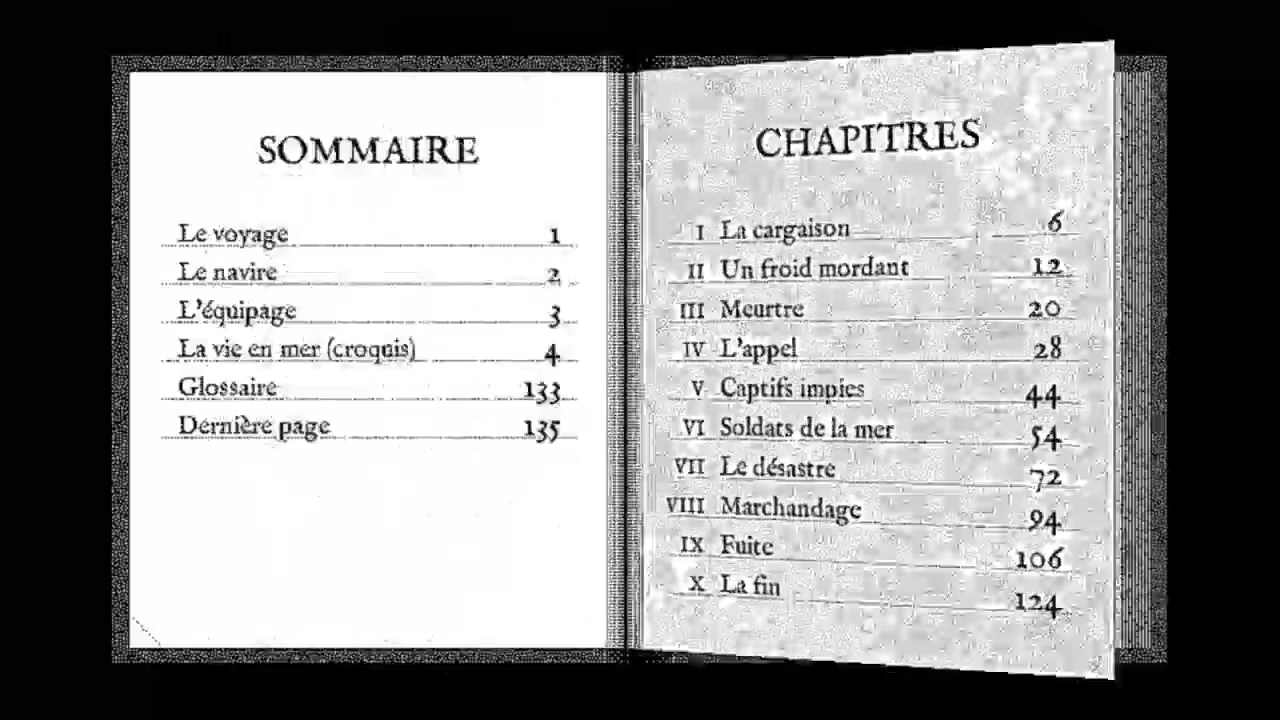 SOMMAIRE
Le voyage 1
Le navire 2
L'équipage 3
La vie en mer (croquis) 4
Glossaire 133
Dernière page 135
CHAPITRES
I La cargaison 6
II Un froid mordant 12
III Meurtre 20
IV L'appel 28
V Captifs impies 44
VI Soldats de la mer 54
VII Le désastre 72
VIII Marchandage 94
IX Fuite 106
X La fin 124